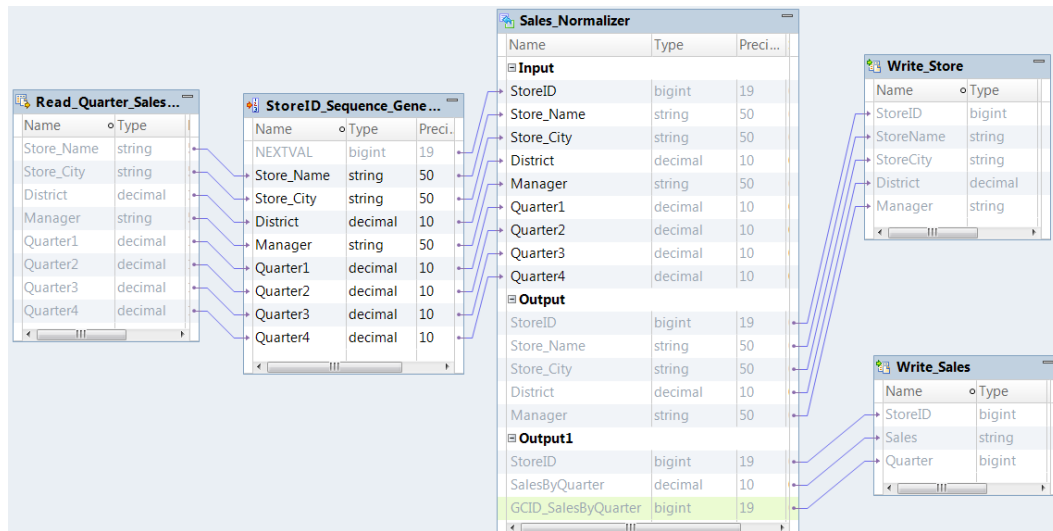 Read_Quarter_Sales...
Name Type
Store_Name string
Store_City string
District decimal
Manager string
Quarter1 decimal
Quarter2 decimal
Quarter3 decimal
Quarter4 decimal
StoreID_Sequence_Gene...
Name Type Preci.
NEXTVAL bigint 19
Store_Name string 50
Store_City string 50
District decimal 10
Manager string 50
Quarter1 decimal 10
Quarter2 decimal 10
Quarter3 decimal 10
Quarter4 decimal 10
Sales_Normalizer
Name Type Preci...
Input
StoreID bigint 19
Store_Name string 50
Store_City string 50
District decimal 10
Manager string 50
Quarter1 decimal 10
Quarter2 decimal 10
Quarter3 decimal 10
Quarter4 decimal 10
Output
StoreID bigint 19
Store_Name string 50
Store_City string 50
District decimal 10
Manager string 50
Output1
StoreID bigint 19
SalesByQuarter decimal 10
GCID_SalesByQuarter bigint 19
Write_Store
Name Type
StoreID bigint
StoreName string
StoreCity string
District decimal
Manager string
Write_Sales
Name Type
StoreID bigint
Sales string
Quarter bigint